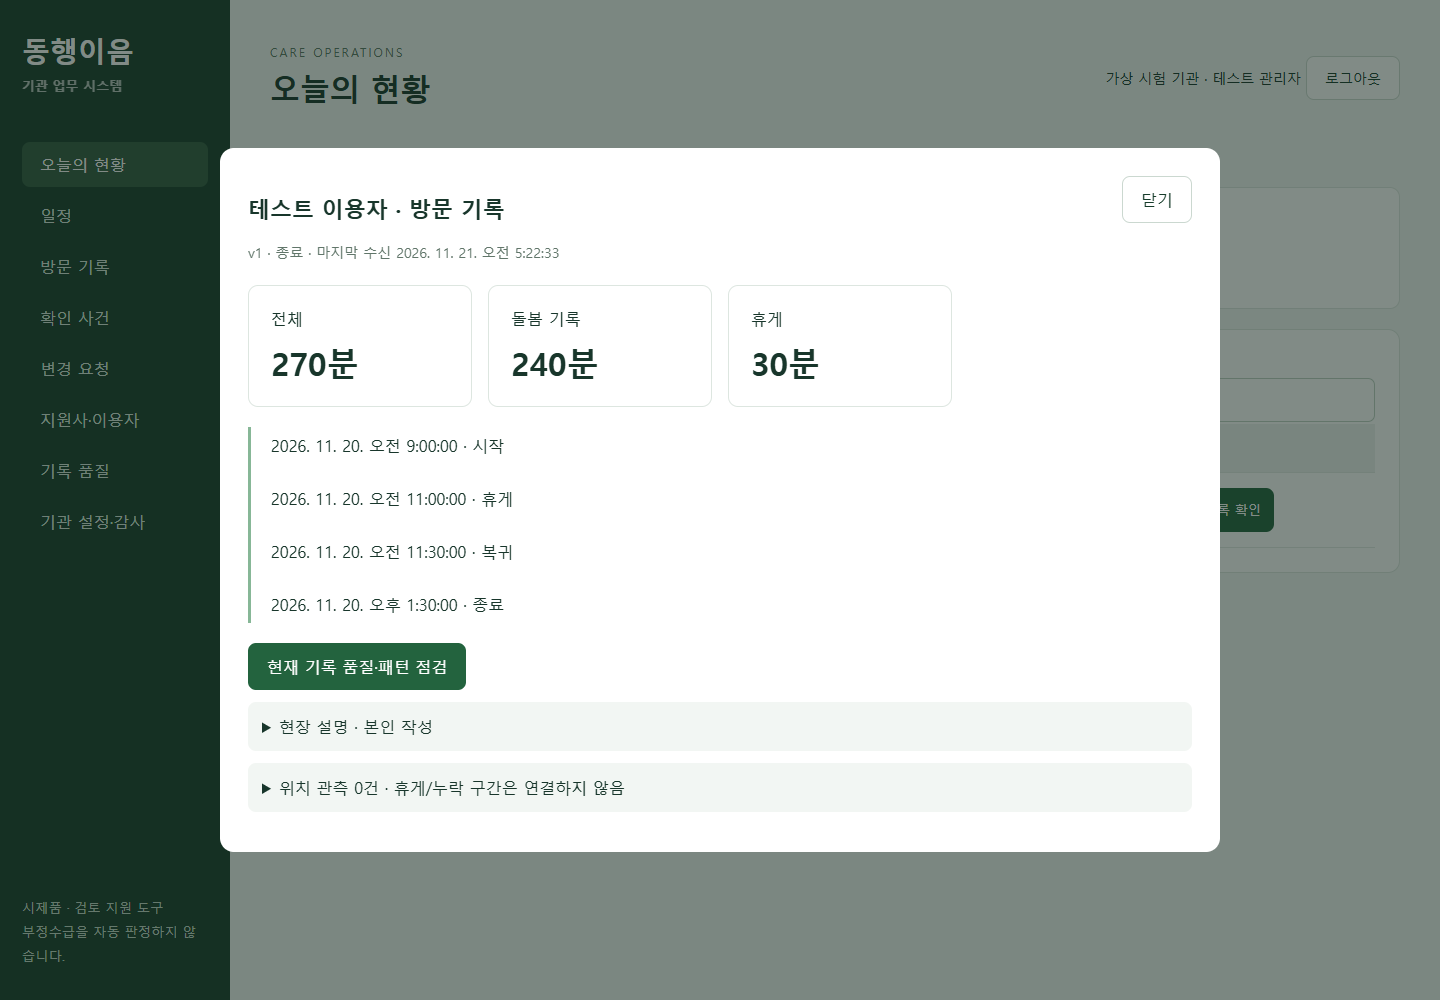 동행이음
기관 업무 시스템
오늘의 현황
일정
방문 기록
확인 사건
변경 요청
지원사·이용자
기록 품질
기관 설정·감사
시제품 · 검토 지원 도구
부정수급을 자동 판정하지 않
습니다.
CARE OPERATIONS
오늘의 현황
가상 시험 기관 · 테스트 관리자
로그아웃
테스트 이용자 · 방문 기록
닫기
v1 · 종료 · 마지막 수신 2026. 11. 21. 오전 5:22:33
전체
270분
돌봄 기록
240분
휴게
30분
2026. 11. 20. 오전 9:00:00 · 시작
2026. 11. 20. 오전 11:00:00 · 휴게
2026. 11. 20. 오전 11:30:00 · 복귀
2026. 11. 20. 오후 1:30:00 · 종료
현재 기록 품질·패턴 점검
▶ 현장 설명 · 본인 작성
▶ 위치 관측 0건 · 휴게/누락 구간은 연결하지 않음
록 확인